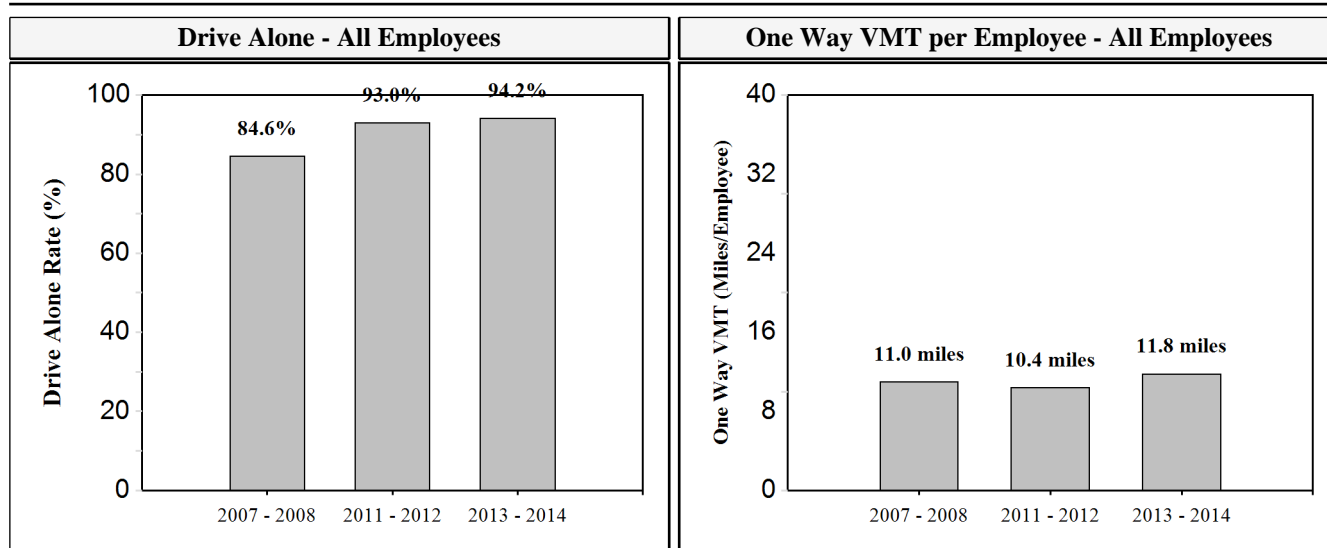 Drive Alone - All Employees
One Way VMT per Employee - All Employees
Drive Alone Rate (%)
100
80
60
40
20
0
84.6%
93.0%
94.2%
2007 - 2008
2011 - 2012
2013 - 2014
One Way VMT (Miles/Employee)
40
32
24
16
8
0
11.0 miles
10.4 miles
11.8 miles
2007 - 2008
2011 - 2012
2013 - 2014